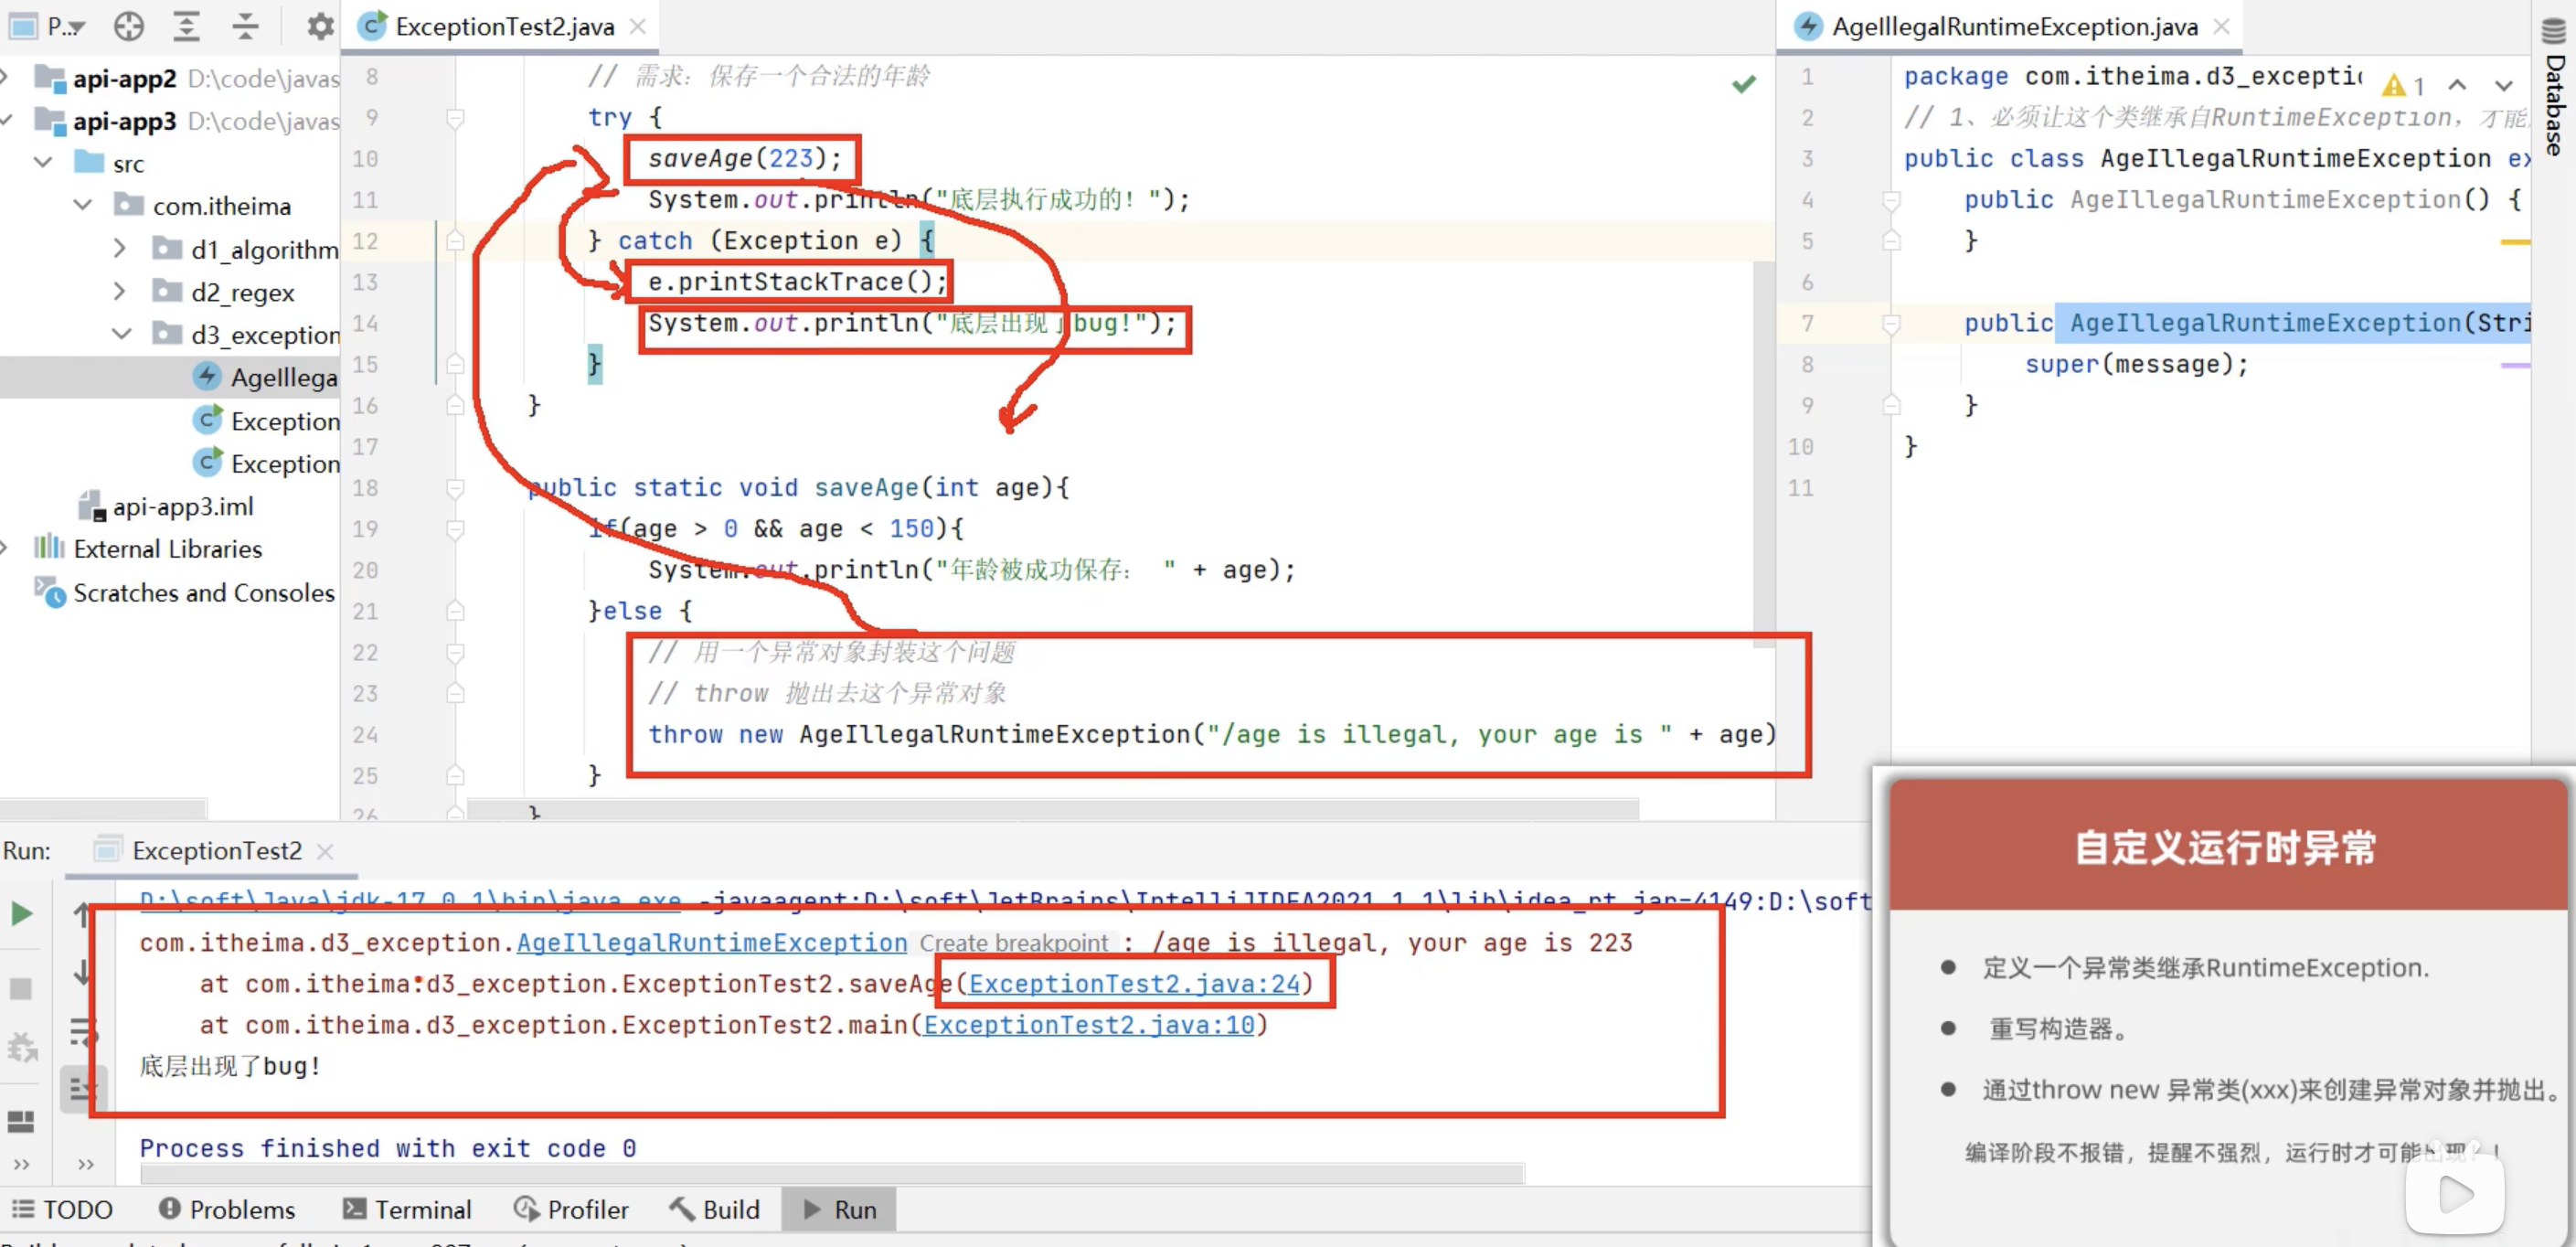 P...
ExceptionTest2.java
AgeIllegalRuntimeException.java
Database
api-app2 D:\code\javas
api-app3 D:\code\javas
src
com.itheima
d1_algorithm
d2_regex
d3_exception
AgeIllega
Exception
Exception
api-app3.iml
External Libraries
Scratches and Consoles
8 // 需求：保存一个合法的年龄
9 try {
10 saveAge(223);
11 System.out.println("底层执行成功的！");
12 } catch (Exception e) {
13 e.printStackTrace();
14 System.out.println("底层出现了bug!");
15 }
16 }
17
18 public static void saveAge(int age){
19 if(age > 0 && age < 150){
20 System.out.println("年龄被成功保存： " + age);
21 }else {
22 // 用一个异常对象封装这个问题
23 // throw 抛出去这个异常对象
24 throw new AgeIllegalRuntimeException("/age is illegal, your age is " + age)
25 }
26 }
1 package com.itheima.d3_excepti
1
2 // 1、必须让这个类继承自RuntimeException，才能
3 public class AgeIllegalRuntimeException ex
4 public AgeIllegalRuntimeException() {
5 }
6
7 public AgeIllegalRuntimeException(Stri
8 super(message);
9 }
10 }
11
Run: ExceptionTest2
D:\soft\Java\jdk-17.0.1\bin\java.exe -javaagent:D:\soft\JetBrains\IntelliJIDEA2021.1.1\lib\idea_rt.jar=4149:D:\soft
com.itheima.d3_exception.AgeIllegalRuntimeException Create breakpoint : /age is illegal, your age is 223
at com.itheima.d3_exception.ExceptionTest2.saveAge(ExceptionTest2.java:24)
at com.itheima.d3_exception.ExceptionTest2.main(ExceptionTest2.java:10)
底层出现了bug!
Process finished with exit code 0
自定义运行时异常
● 定义一个异常类继承RuntimeException.
● 重写构造器。
● 通过throw new 异常类(xxx)来创建异常对象并抛出。
编译阶段不报错，提醒不强烈，运行时才可能出现！！
TODO Problems Terminal Profiler Build Run